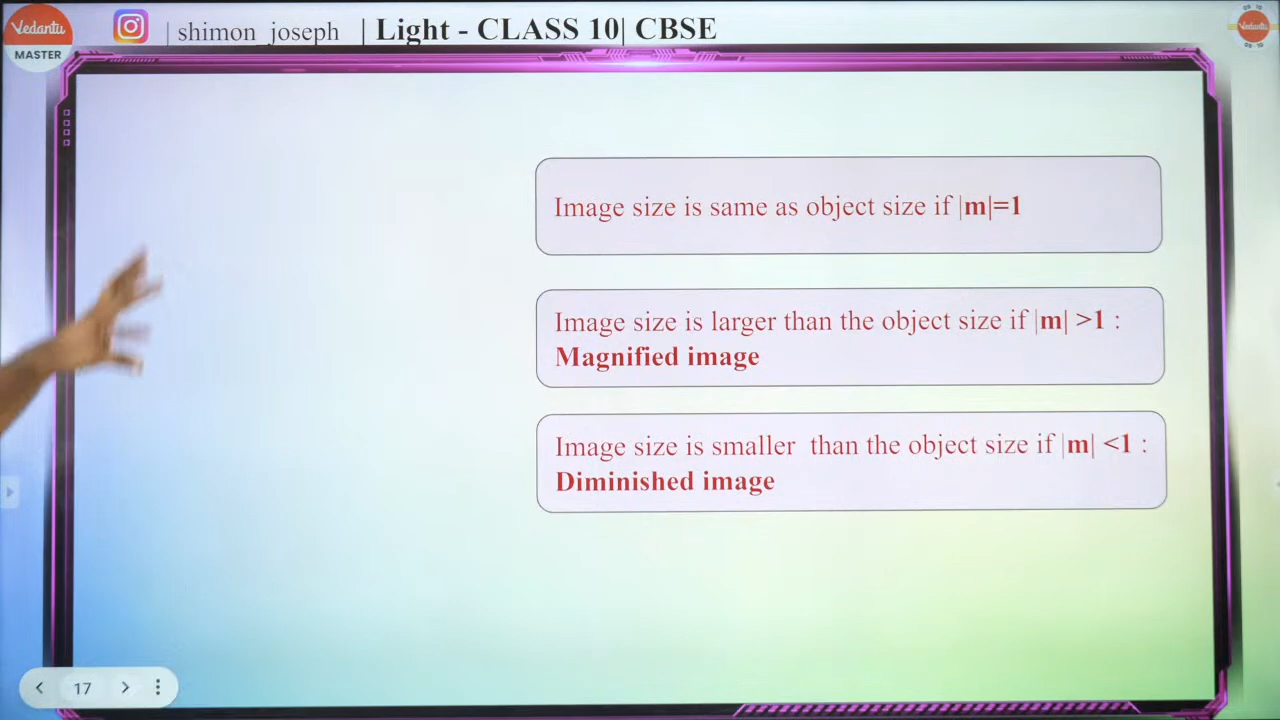 Vedantu
MASTER
| shimon_joseph | Light - CLASS 10| CBSE
Vedantu
Image size is same as object size if |m|=1
Image size is larger than the object size if |m| >1 :
Magnified image
Image size is smaller than the object size if |m| <1 :
Diminished image
17